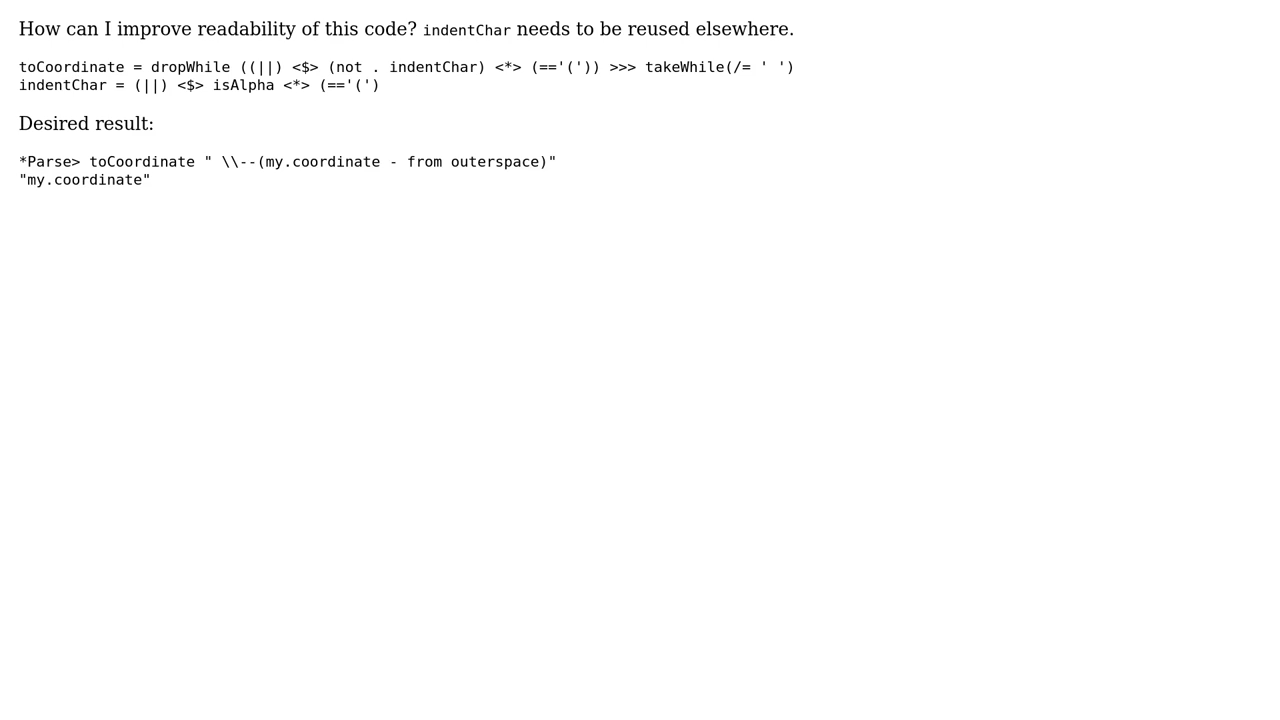 How can I improve readability of this code? indentChar needs to be reused elsewhere.
toCoordinate = dropWhile ((||) <$> (not . indentChar) <*> (=='(')) >>> takeWhile(/= ' ')
indentChar = (||) <$> isAlpha <*> (=='(')
Desired result:
*Parse> toCoordinate " \\--(my.coordinate - from outerspace)"
"my.coordinate"